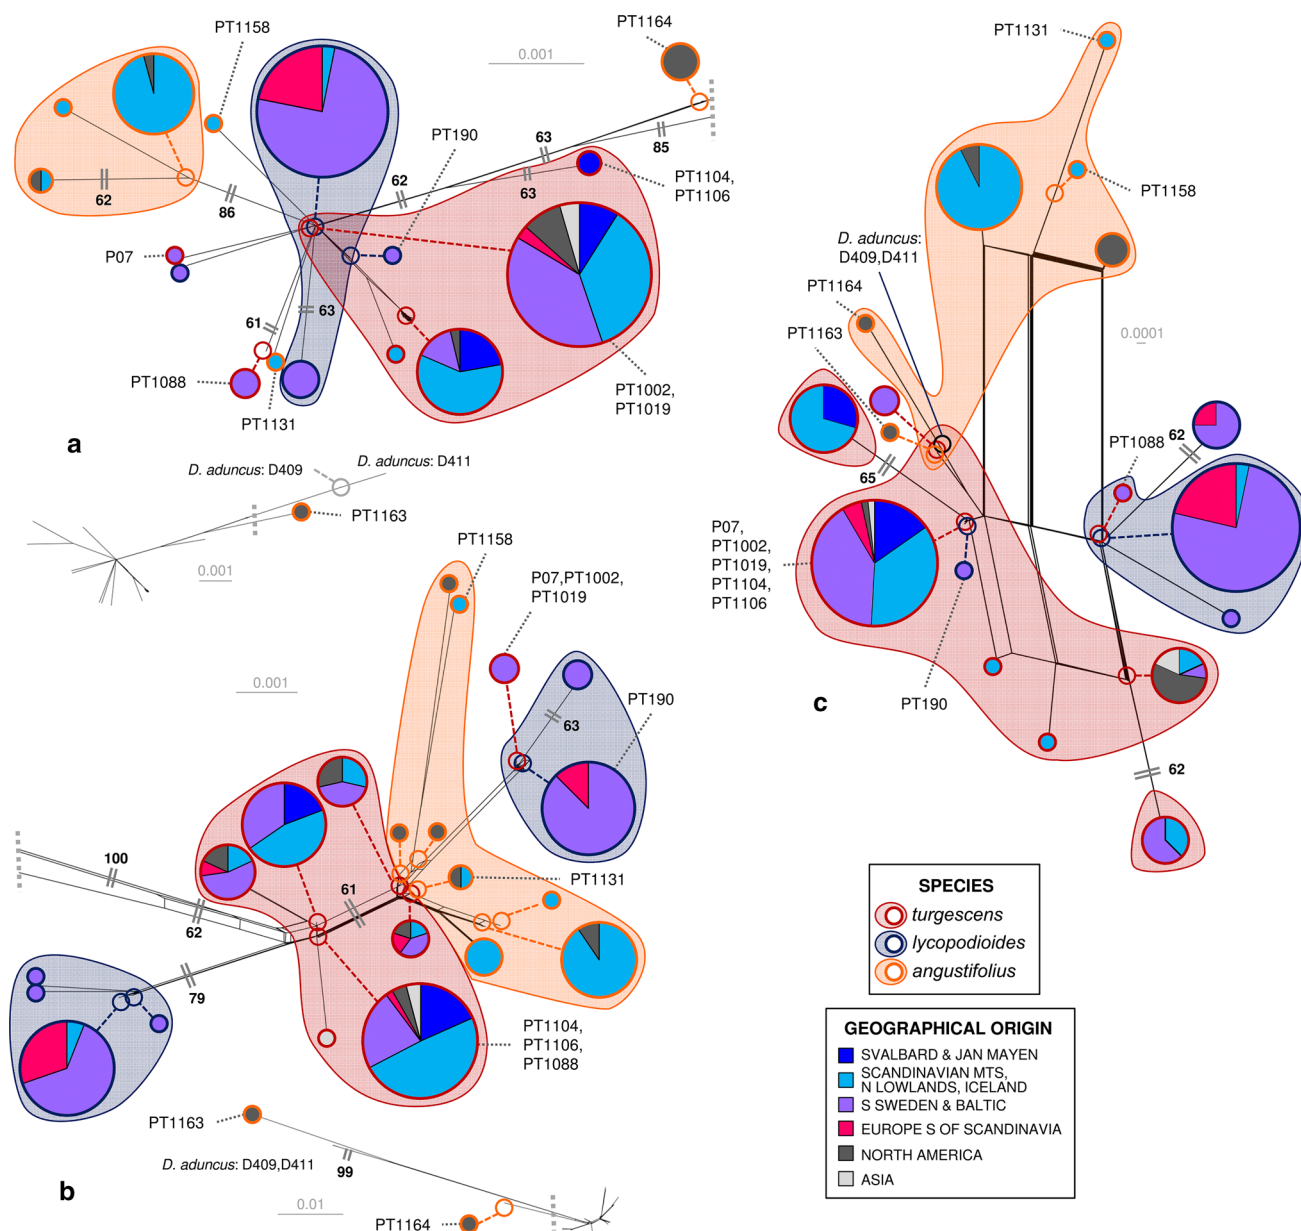 PT1158
PT1164
0.001
PT190
63
85
62
63
PT1104,
PT1106
62
86
P07
63
61
PT1088
PT1131
PT1002,
PT1019
a
D. aduncus: D409
D. aduncus: D411
PT1163
0.001
PT1158
P07,PT1002,
PT1019
0.001
PT190
63
100
62
61
PT1131
79
PT1104,
PT1106,
PT1088
PT1163
D. aduncus: D409,D411
99
0.01
PT1164
b
PT1131
PT1158
D. aduncus:
D409,D411
PT1164
0.0001
PT1163
62
PT1088
65
P07,
PT1002,
PT1019,
PT1104,
PT1106
PT190
c
62
SPECIES
turgescens
lycopodioides
angustifolius
GEOGRAPHICAL ORIGIN
SVALBARD & JAN MAYEN
SCANDINAVIAN MTS,
N LOWLANDS, ICELAND
S SWEDEN & BALTIC
EUROPE S OF SCANDINAVIA
NORTH AMERICA
ASIA